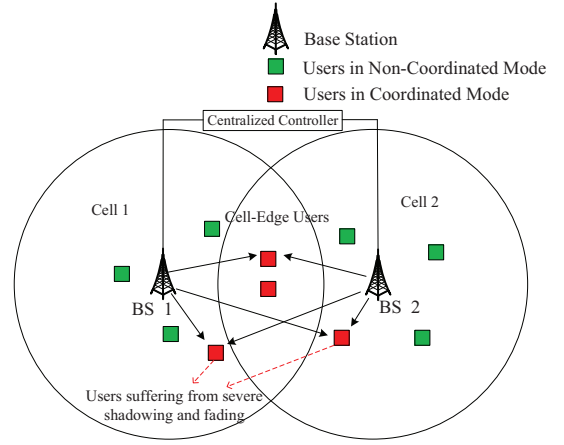 Base Station
Users in Non-Coordinated Mode
Users in Coordinated Mode
Centralized Controller
Cell 1
Cell 2
Cell-Edge Users
BS 1
BS 2
Users suffering from severe
shadowing and fading